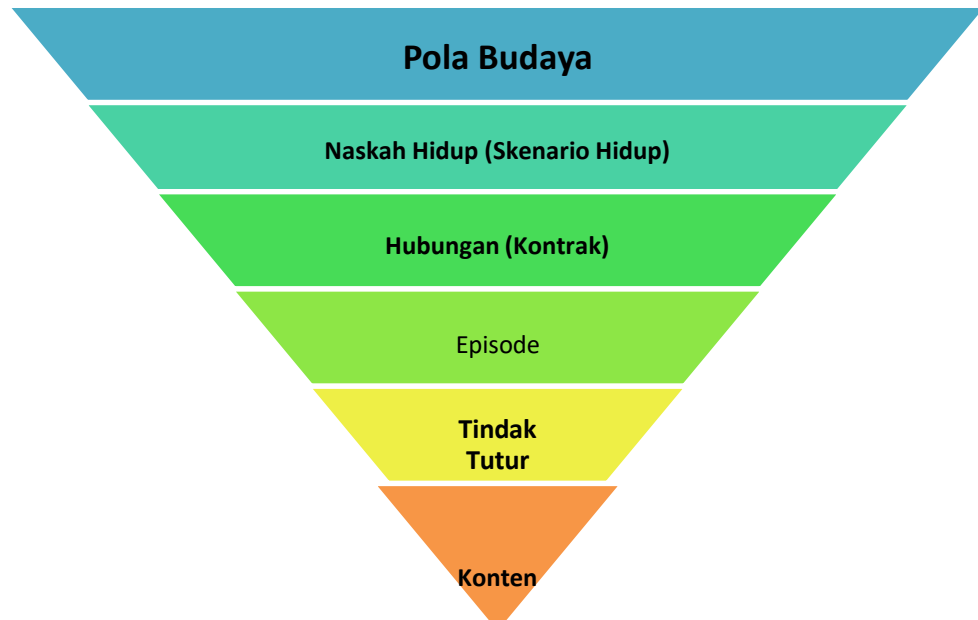 Pola Budaya
Naskah Hidup (Skenario Hidup)
Hubungan (Kontrak)
Episode
Tindak
Tutur
Konten